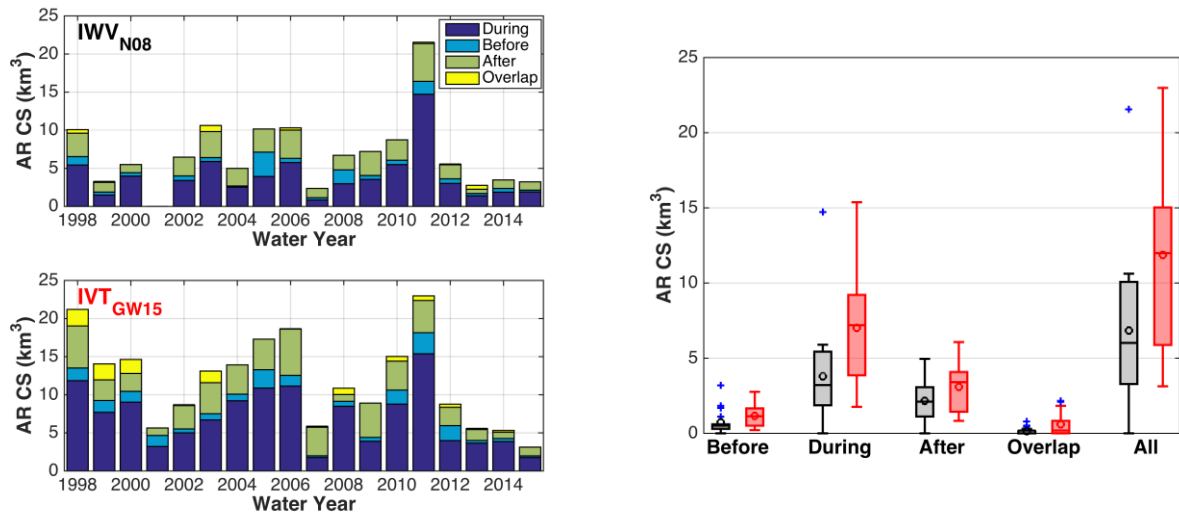 IWV_N08
During
Before
After
Overlap
AR CS (km³)
25
20
15
10
5
0
1998 2000 2002 2004 2006 2008 2010 2012 2014
Water Year
IVT_GW15
AR CS (km³)
25
20
15
10
5
0
1998 2000 2002 2004 2006 2008 2010 2012 2014
Water Year
AR CS (km³)
25
20
15
10
5
0
Before During After Overlap All